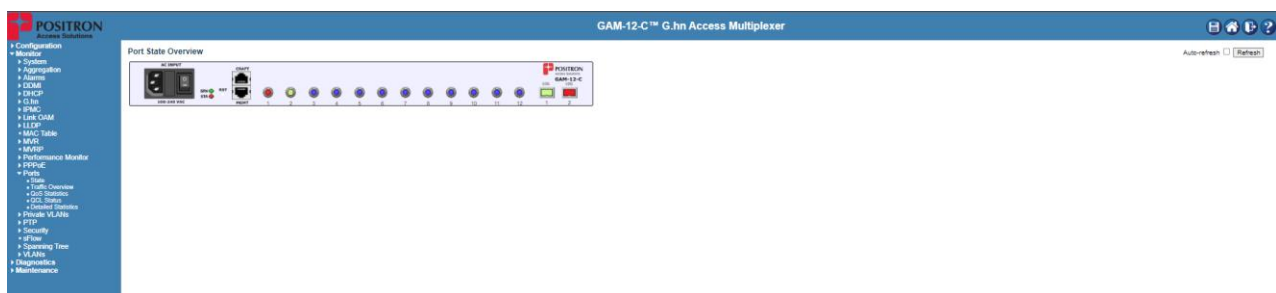 POSITRON
Access Solutions
GAM-12-C™ G.hn Access Multiplexer
Configuration
Monitor
System
Aggregation
Alarms
DDMI
DHCP
G.hn
IPMC
Link OAM
LLDP
MAC Table
MVR
MVRP
Performance Monitor
PPPoE
Ports
State
Traffic Overview
QoS Statistics
QCL Status
Detailed Statistics
Private VLANs
PTP
Security
sFlow
Spanning Tree
VLANs
Diagnostics
Maintenance
Port State Overview
Auto-refresh Refresh
AC INPUT
100-240 VAC
CRAFT
MGMT
POSITRON
GAM-12-C
1 2 3 4 5 6 7 8 9 10 11 12 1 2